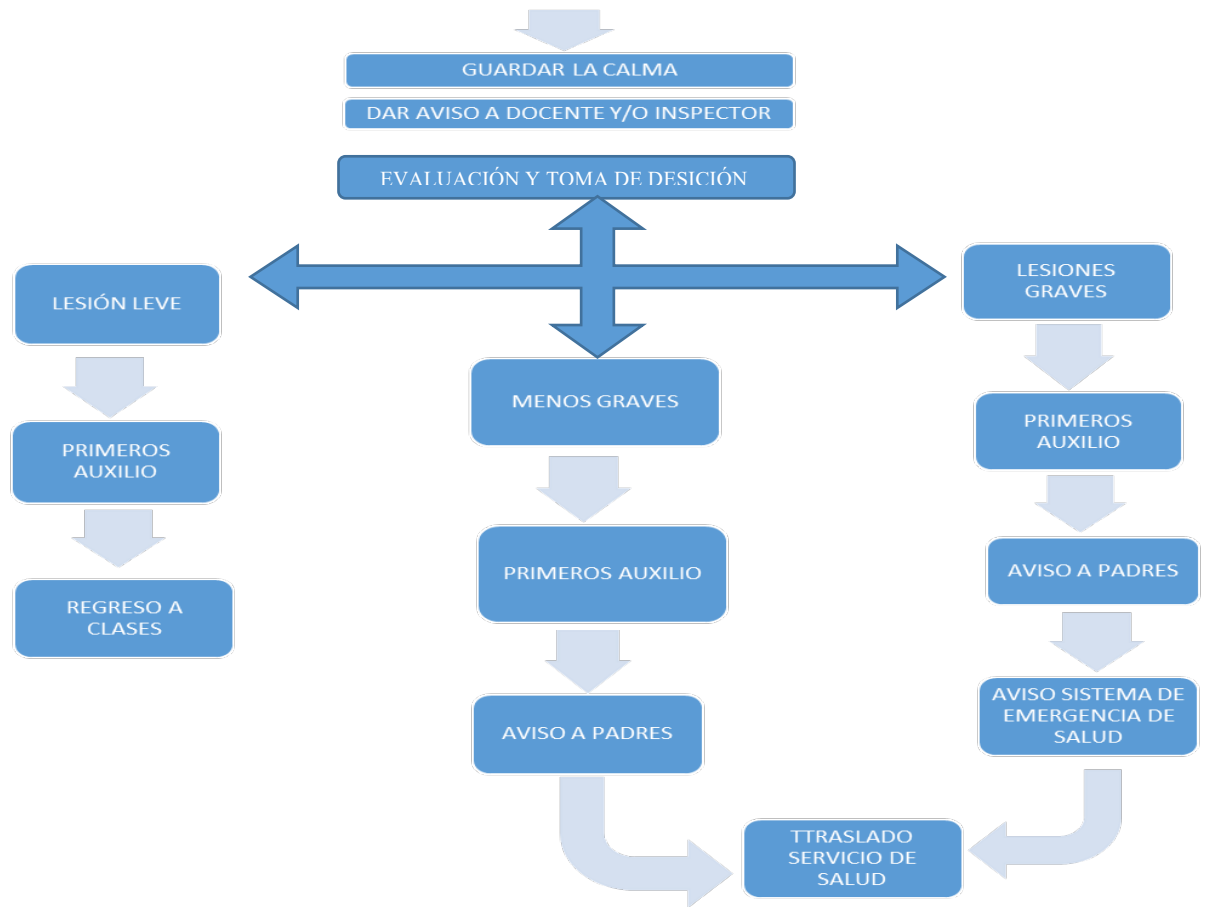 GUARDAR LA CALMA
DAR AVISO A DOCENTE Y/O INSPECTOR
EVALUACIÓN Y TOMA DE DESICIÓN
LESIÓN LEVE
PRIMEROS
AUXILIO
REGRESO A
CLASES
MENOS GRAVES
PRIMEROS AUXILIO
AVISO A PADRES
LESIONES
GRAVES
PRIMEROS
AUXILIO
AVISO A PADRES
AVISO SISTEMA DE
EMERGENCIA DE
SALUD
TTRASLADO
SERVICIO DE
SALUD